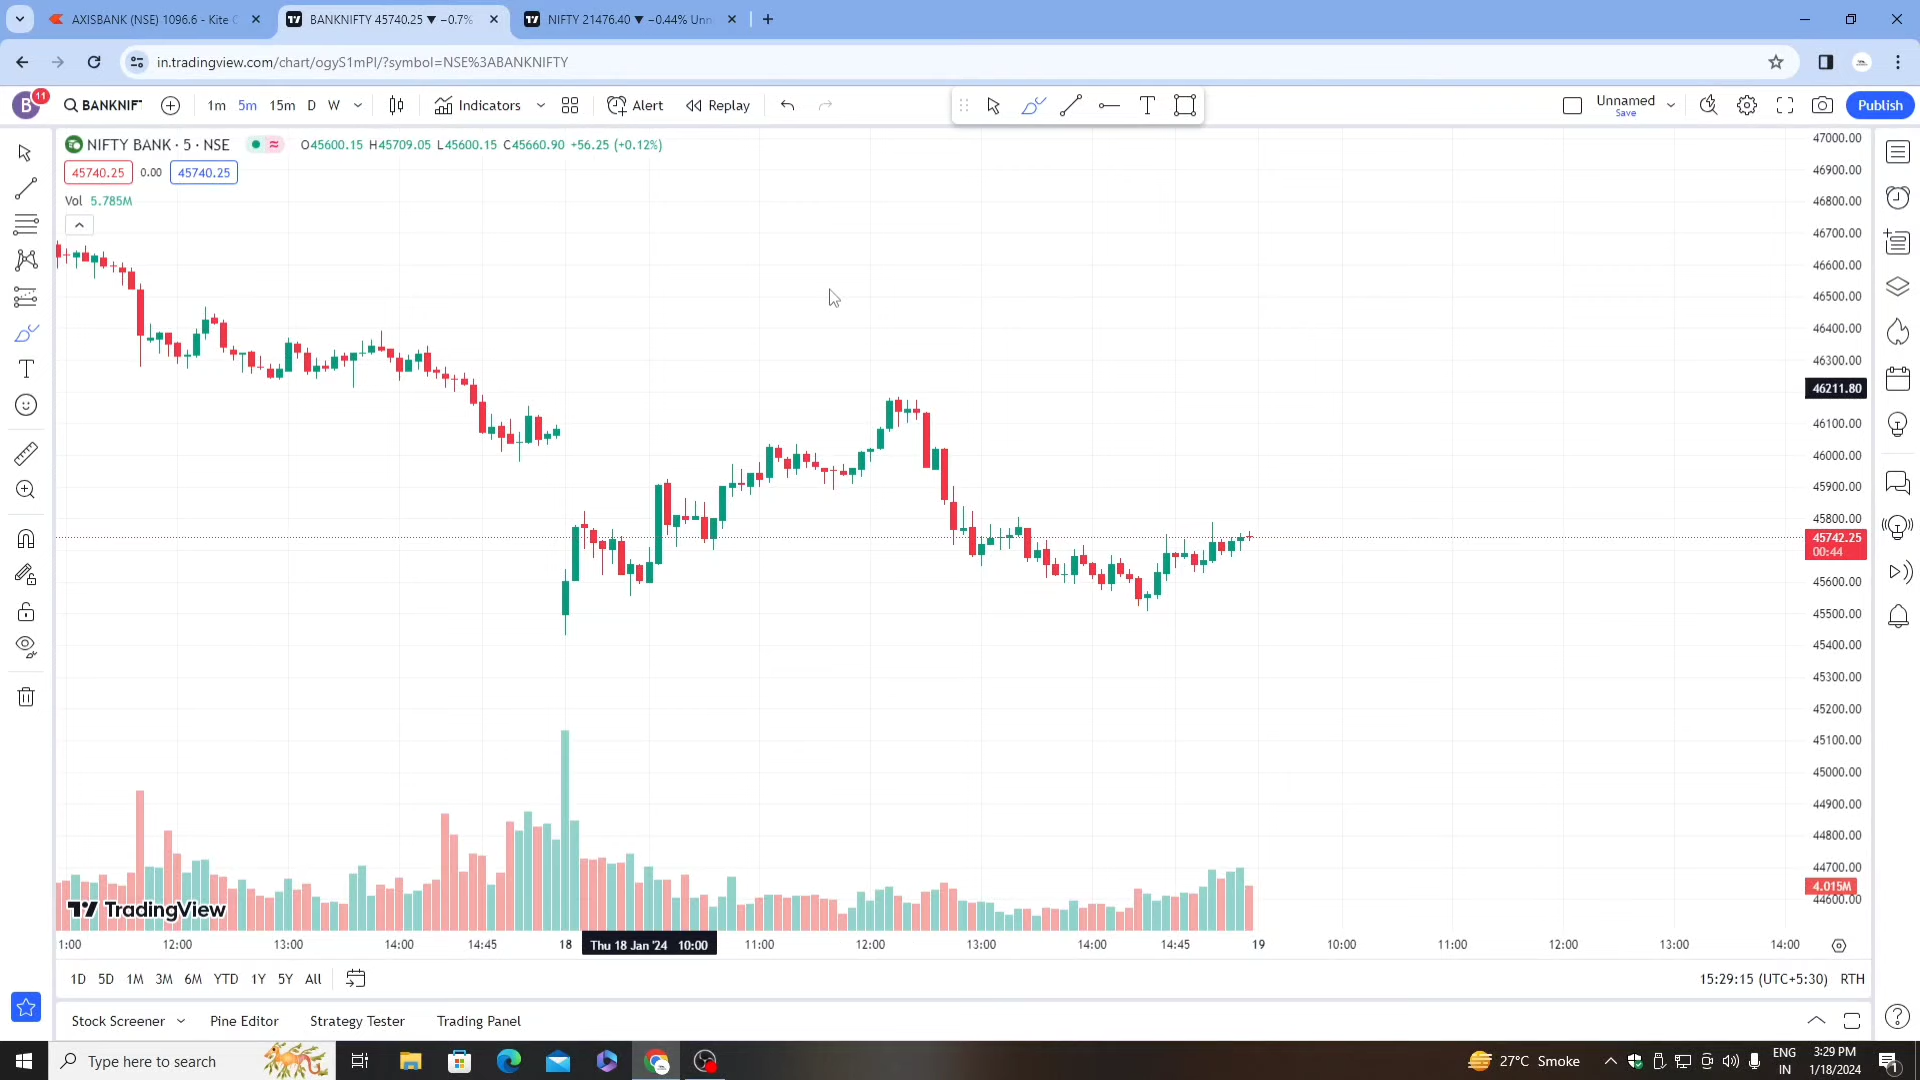 AXISBANK (NSE) 1096.6 - Kite
BANKNIFTY 45740.25 ▼ −0.7%
NIFTY 21476.40 ▼ −0.44% Unn
in.tradingview.com/chart/ogyS1mPI/?symbol=NSE%3ABANKNIFTY
B
11
BANKNIF
1m
5m
15m
D
W
Indicators
Alert
Replay
Unnamed
Save
Publish
NIFTY BANK · 5 · NSE
O45600.15 H45709.05 L45600.15 C45660.90 +56.25 (+0.12%)
45740.25
0.00
45740.25
Vol 5.785M
47000.00
46900.00
46800.00
46700.00
46600.00
46500.00
46400.00
46300.00
46211.80
46100.00
46000.00
45900.00
45800.00
45742.25
00:44
45600.00
45500.00
45400.00
45300.00
45200.00
45100.00
45000.00
44900.00
44800.00
44700.00
4.015M
44600.00
TradingView
1:00
12:00
13:00
14:00
14:45
18
Thu 18 Jan '24 10:00
11:00
12:00
13:00
14:00
14:45
19
10:00
11:00
12:00
13:00
14:00
1D
5D
1M
3M
6M
YTD
1Y
5Y
All
15:29:15 (UTC+5:30)
RTH
Stock Screener
Pine Editor
Strategy Tester
Trading Panel
Type here to search
27°C Smoke
ENG
IN
3:29 PM
1/18/2024
1